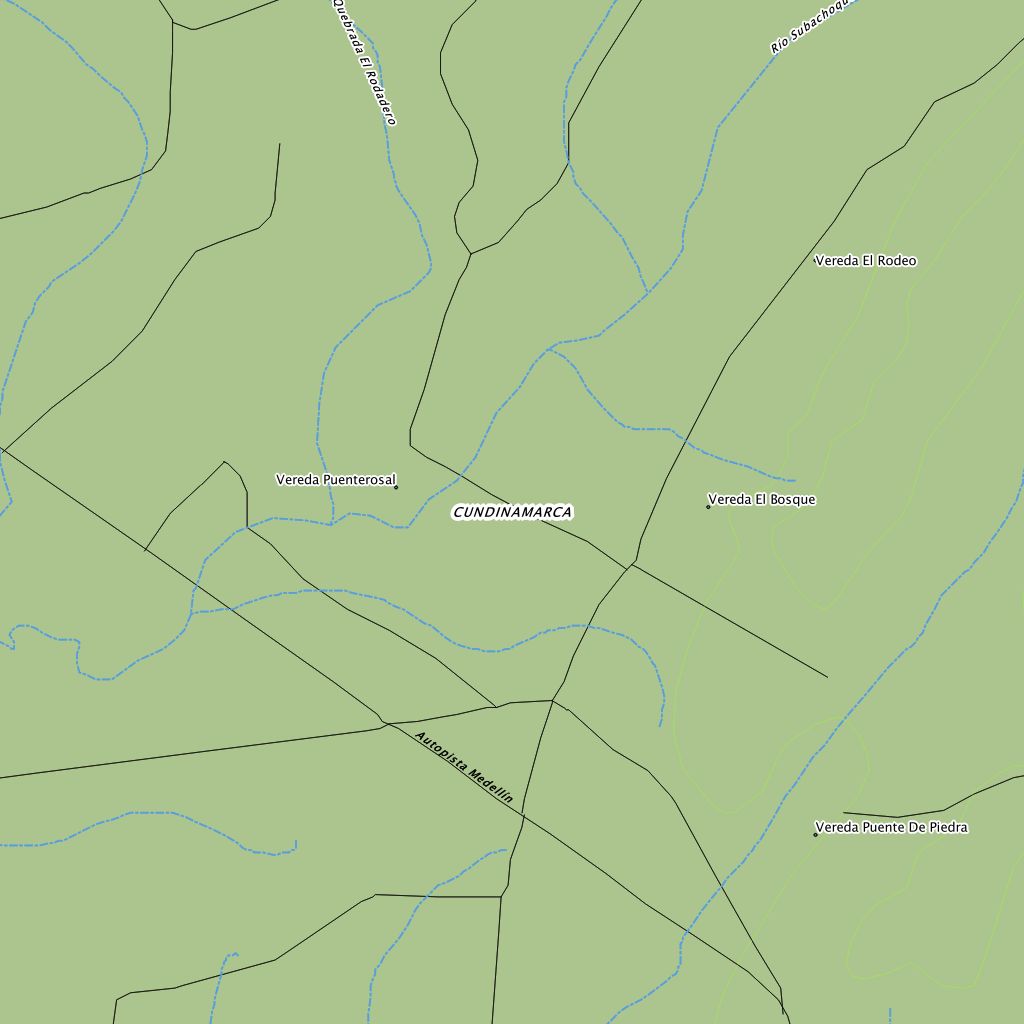 Quebrada El Rodadero
Río Subachoqu
Vereda El Rodeo
Vereda Puenterosal
Vereda El Bosque
CUNDINAMARCA
Autopista Medellín
Vereda Puente De Piedra